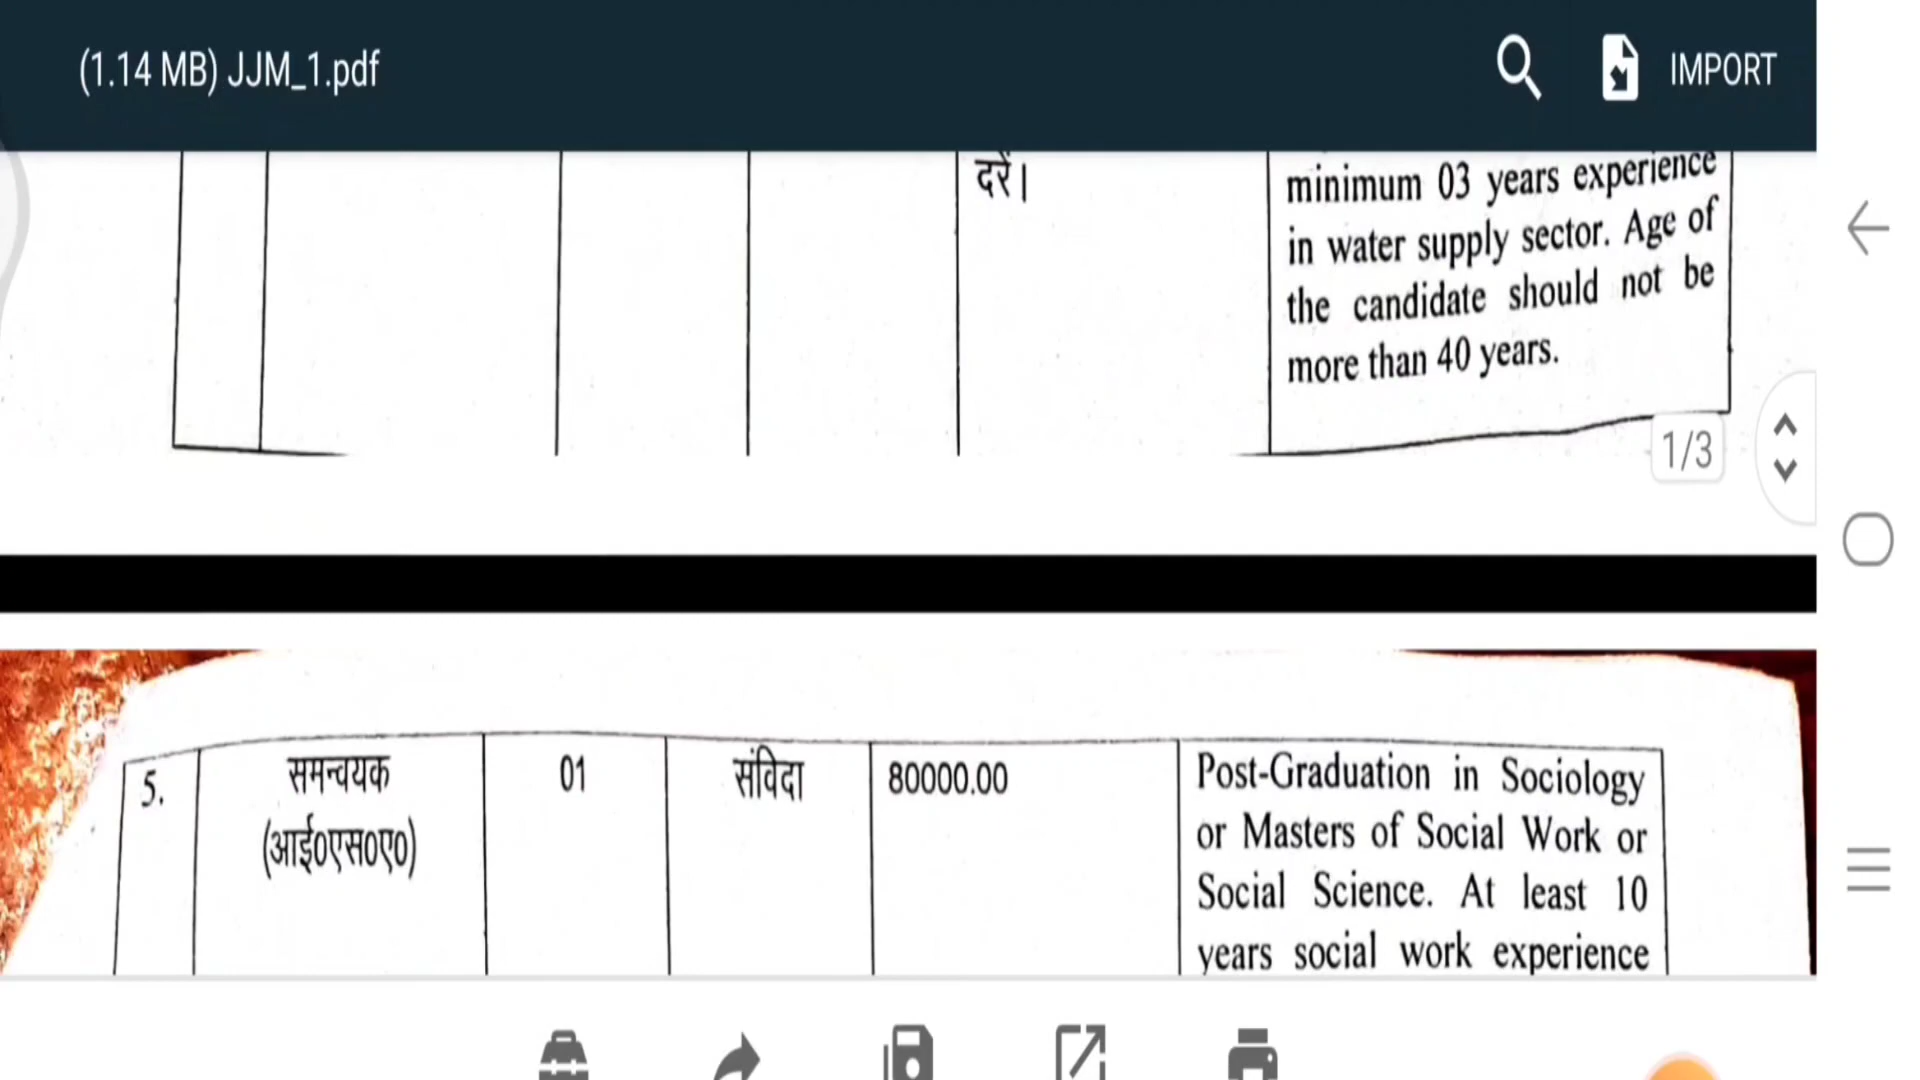 (1.14 MB) JJM_1.pdf
IMPORT
दरें।
minimum 03 years experience
in water supply sector. Age of
the candidate should not be
more than 40 years.
1/3
5.
समन्वयक
(आई०एस०ए०)
01
संविदा
80000.00
Post-Graduation in Sociology
or Masters of Social Work or
Social Science. At least 10
years social work experience